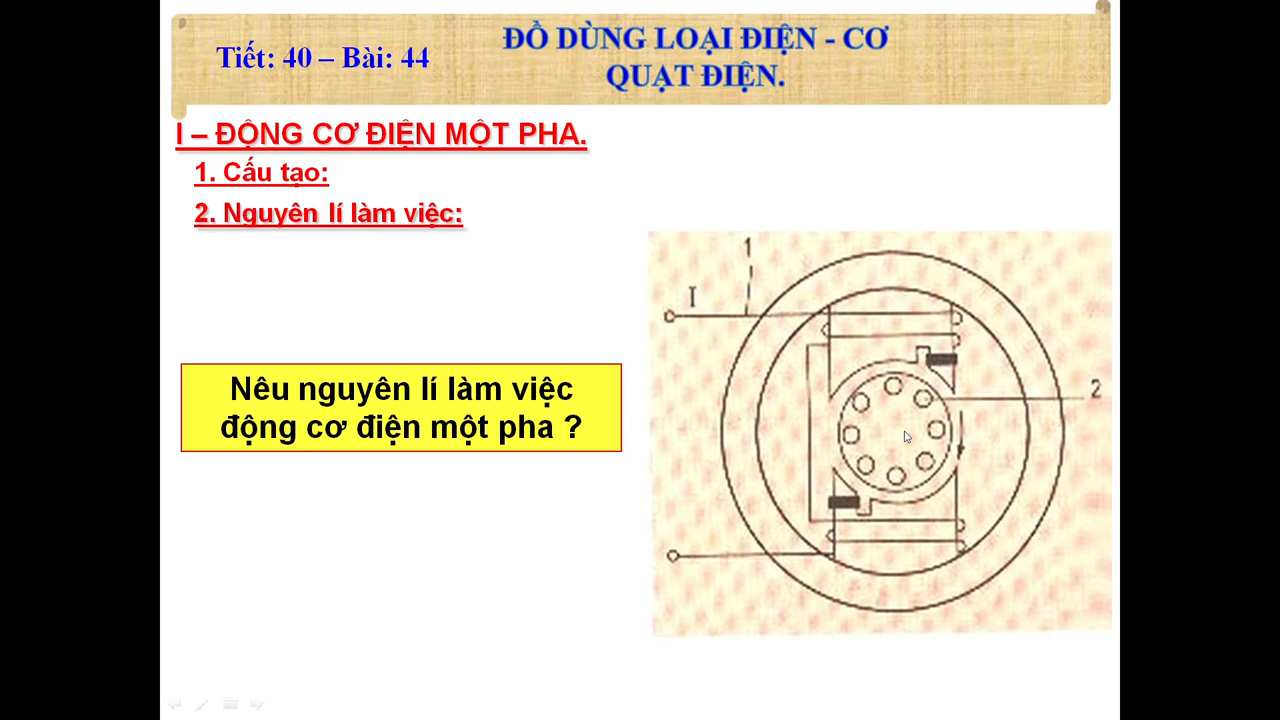 Tiết: 40 – Bài: 44
ĐỒ DÙNG LOẠI ĐIỆN - CƠ
QUẠT ĐIỆN.
I – ĐỘNG CƠ ĐIỆN MỘT PHA.
1. Cấu tạo:
2. Nguyên lí làm việc:
1
I
2
Nêu nguyên lí làm việc
động cơ điện một pha ?